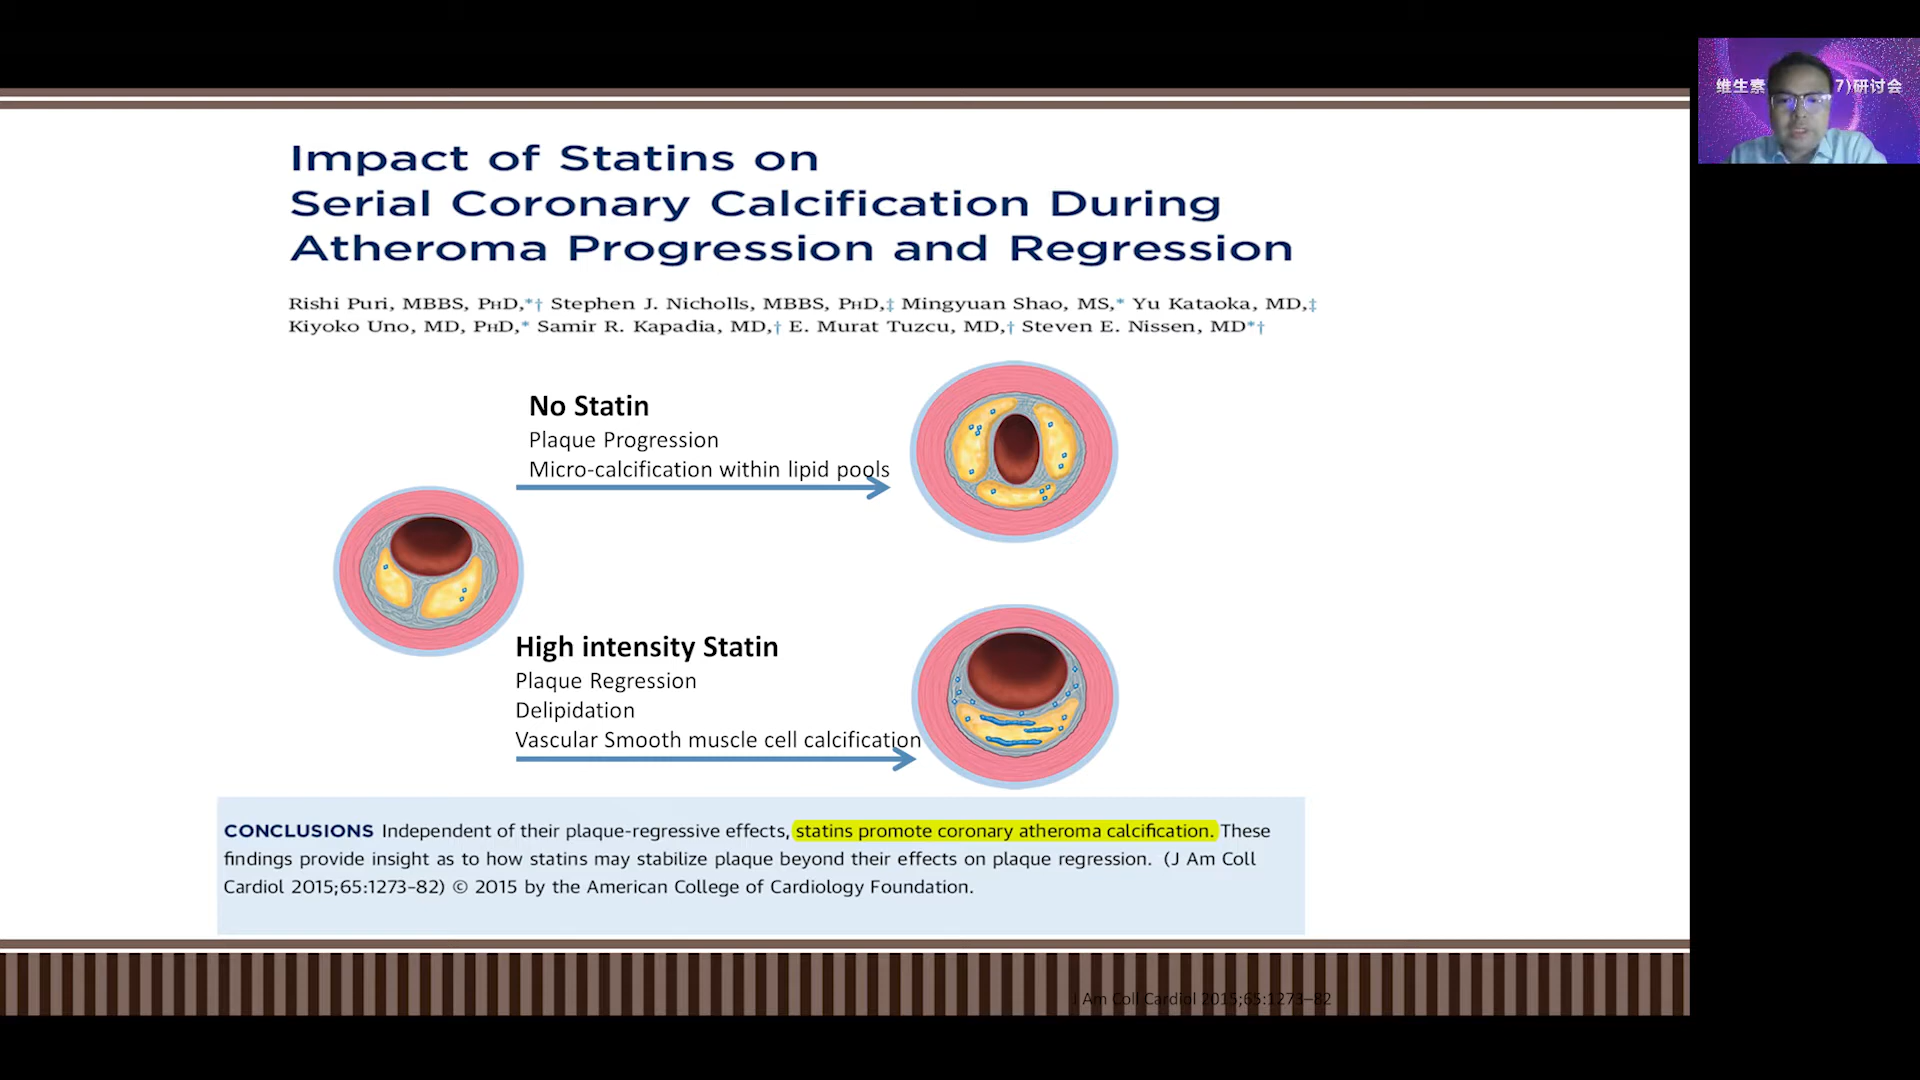 Impact of Statins on
Serial Coronary Calcification During
Atheroma Progression and Regression
Rishi Puri, MBBS, PHD,*† Stephen J. Nicholls, MBBS, PHD,‡ Mingyuan Shao, MS,* Yu Kataoka, MD,‡
Kiyoko Uno, MD, PHD,* Samir R. Kapadia, MD,† E. Murat Tuzcu, MD,† Steven E. Nissen, MD*†
No Statin
Plaque Progression
Micro-calcification within lipid pools
High intensity Statin
Plaque Regression
Delipidation
Vascular Smooth muscle cell calcification
CONCLUSIONS Independent of their plaque-regressive effects, statins promote coronary atheroma calcification. These
findings provide insight as to how statins may stabilize plaque beyond their effects on plaque regression. (J Am Coll
Cardiol 2015;65:1273–82) © 2015 by the American College of Cardiology Foundation.
J Am Coll Cardiol 2015;65:1273–82
维生素 7)研讨会